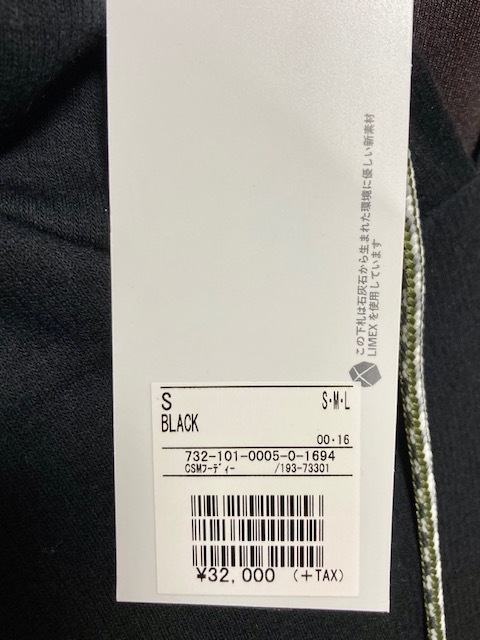 この下札は石灰石から生まれた環境に優しい新素材
LIMEXを使用しています
S S・M・L
BLACK
00・16
732-101-0005-0-1694
CSMフーディー /193-73301
¥32,000 (+TAX)